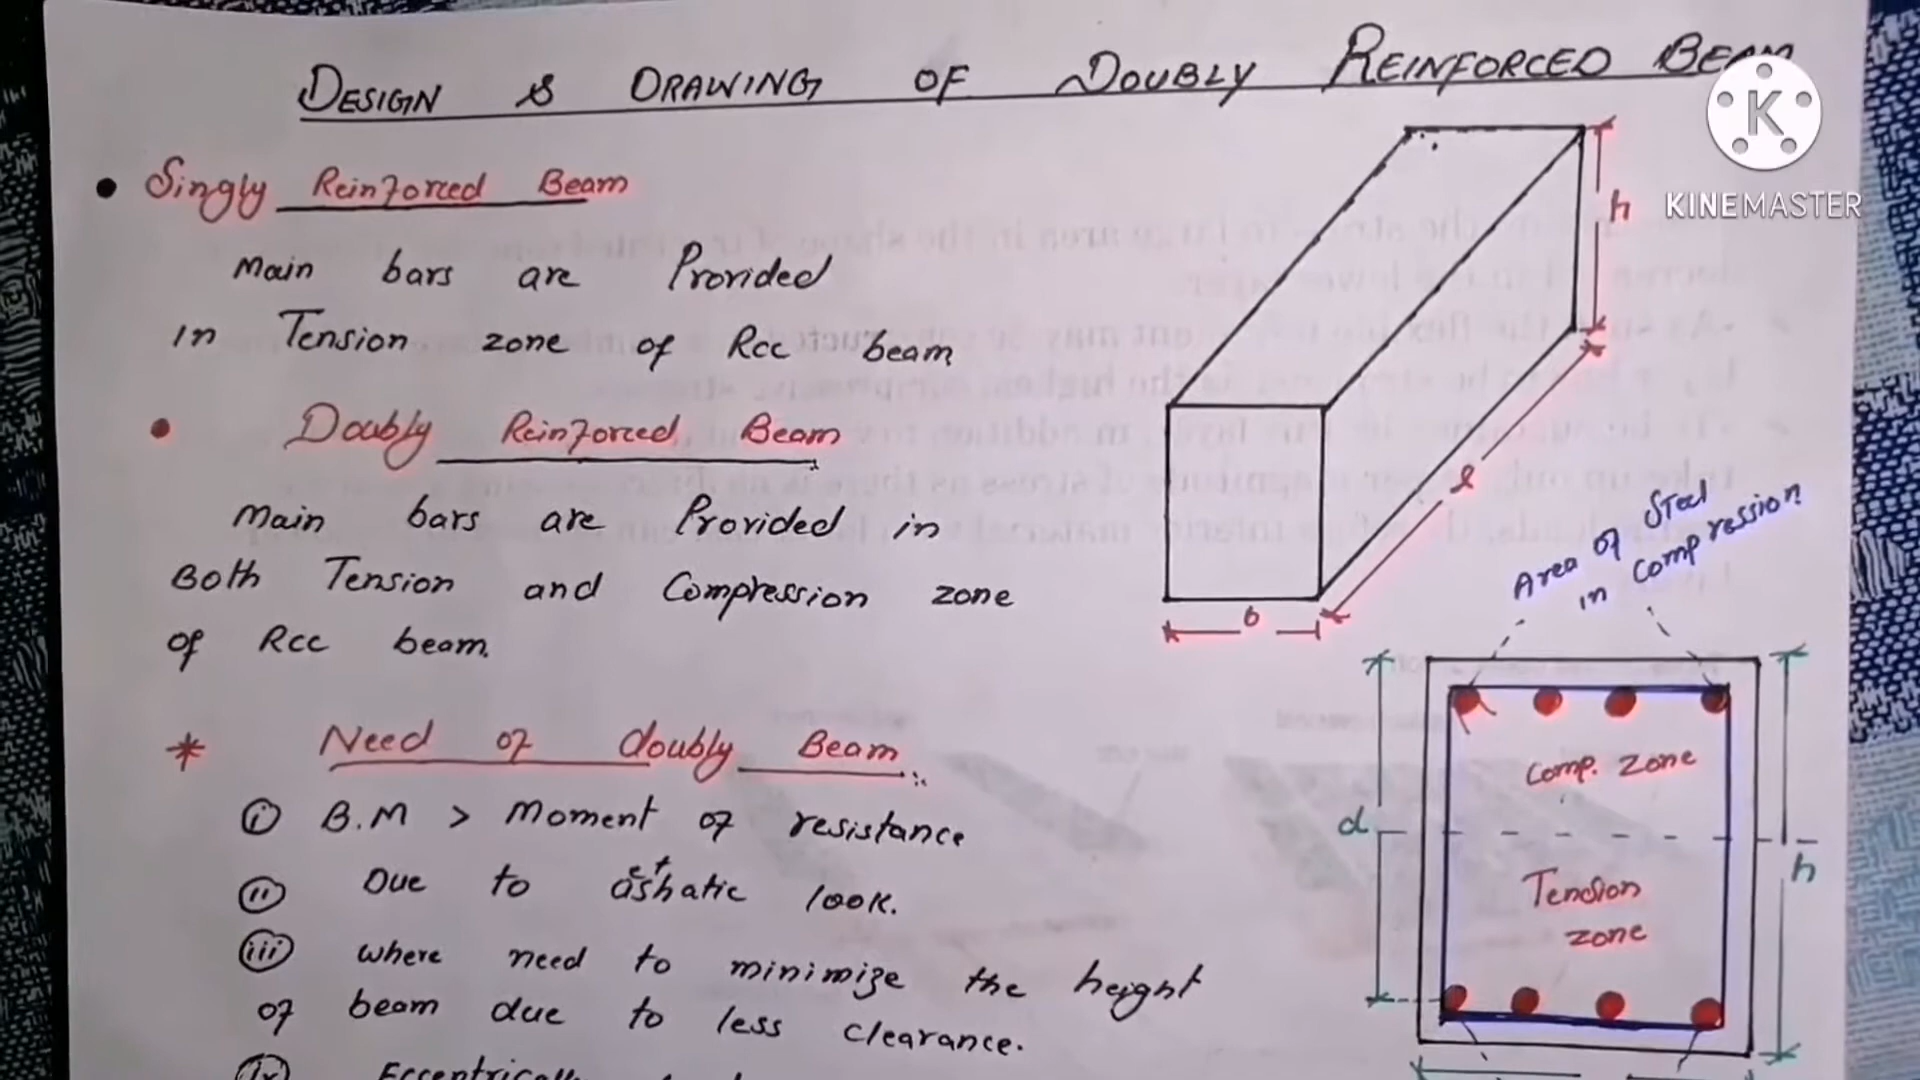 DESIGN & DRAWING OF DOUBLY REINFORCED BEAM
KINEMASTER
• Singly Reinforced Beam
Main bars are Provided
in Tension zone of Rcc beam
• Doubly Reinforced Beam
Main bars are Provided in
Both Tension and Compression zone
of Rcc beam.
* Need of doubly Beam
(i) B.M > Moment of resistance
(ii) Due to asthatic look.
(iii) where need to minimize the height
of beam due to less clearance.
(iv) Eccentrically
h
l
b
Area of Steel
in Compression
Comp. zone
d
h
Tension
zone